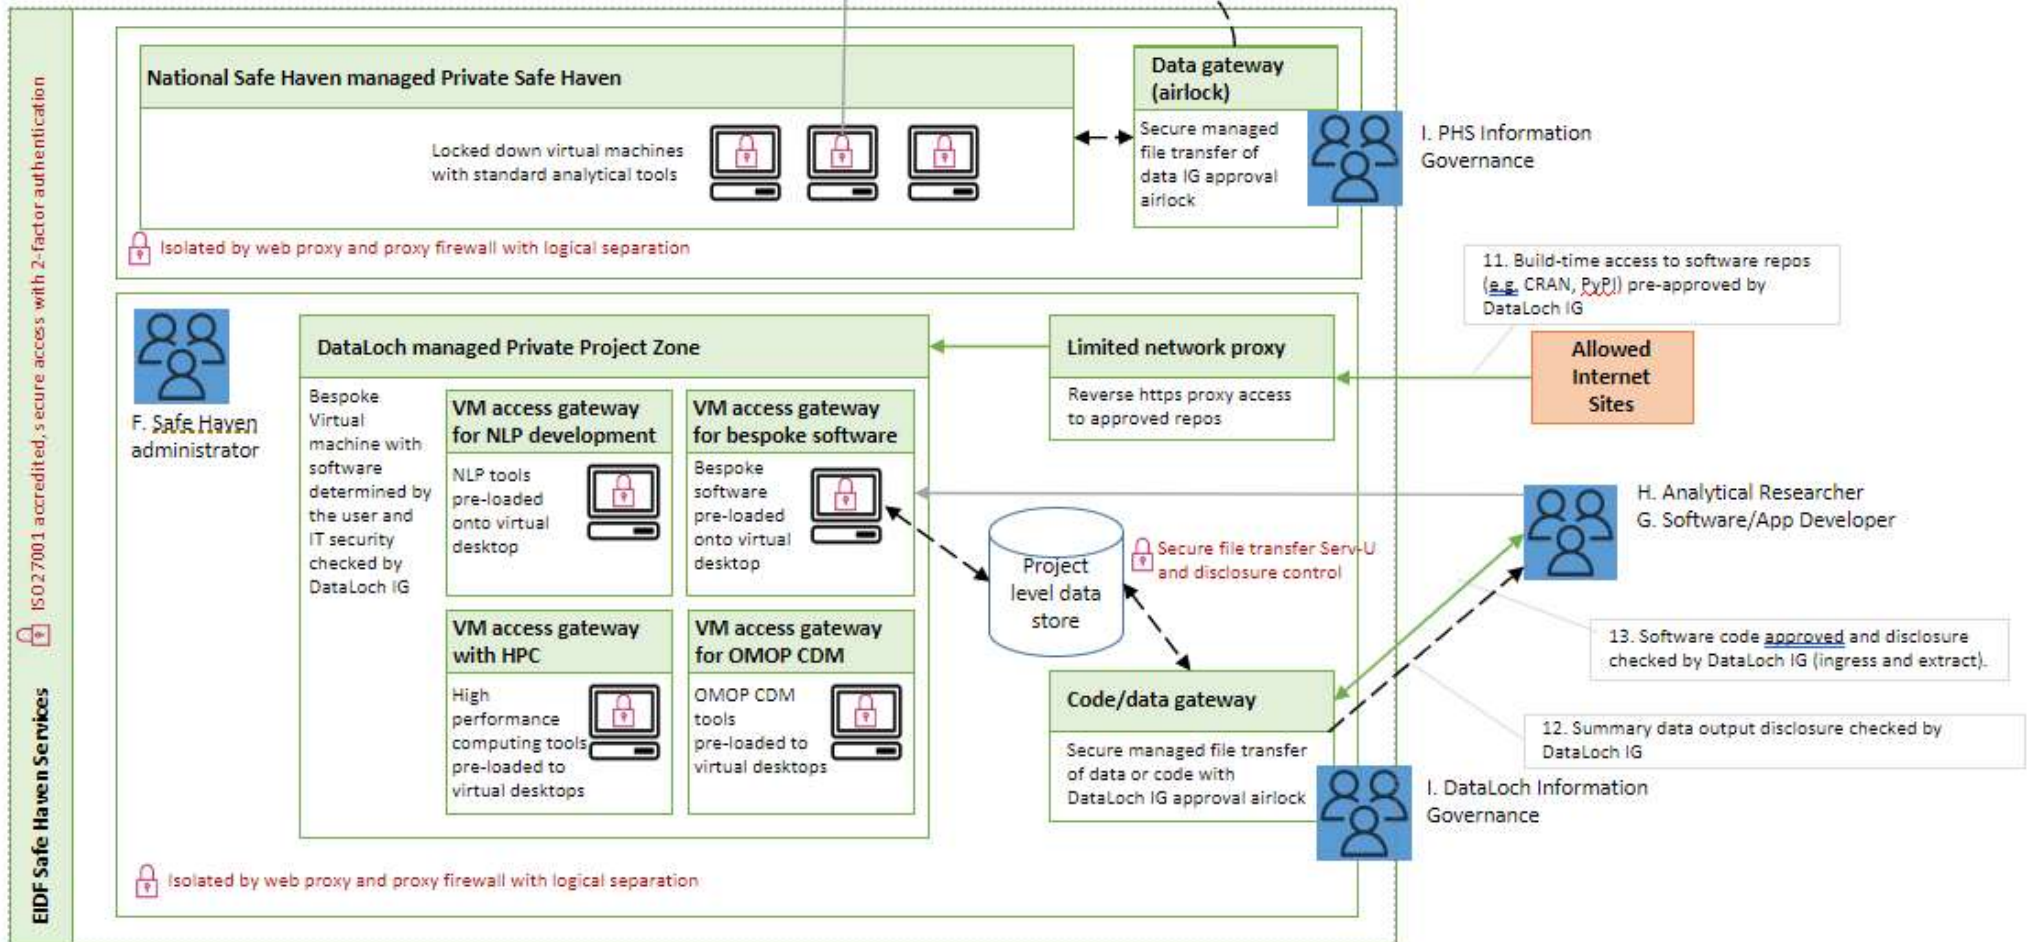 ISO27001 accredited, secure access with 2-factor authentication
EIDF Safe Haven Services
National Safe Haven managed Private Safe Haven
Locked down virtual machines
with standard analytical tools
Data gateway
(airlock)
Secure managed
file transfer of
data IG approval
airlock
I. PHS Information
Governance
Isolated by web proxy and proxy firewall with logical separation
11. Build-time access to software repos
(e.g. CRAN, PyPI) pre-approved by
DataLoch IG
F. Safe Haven
administrator
DataLoch managed Private Project Zone
Bespoke
Virtual
machine with
software
determined by
the user and
IT security
checked by
DataLoch IG
VM access gateway
for NLP development
NLP tools
pre-loaded
onto virtual
desktop
VM access gateway
for bespoke software
Bespoke
software
pre-loaded
onto virtual
desktop
VM access gateway
with HPC
High
performance
computing tools
pre-loaded to
virtual desktops
VM access gateway
for OMOP CDM
OMOP CDM
tools
pre-loaded to
virtual desktops
Limited network proxy
Reverse https proxy access
to approved repos
Allowed
Internet
Sites
H. Analytical Researcher
G. Software/App Developer
Project
level data
store
Secure file transfer Serv-U
and disclosure control
13. Software code approved and disclosure
checked by DataLoch IG (ingress and extract).
12. Summary data output disclosure checked by
DataLoch IG
Code/data gateway
Secure managed file transfer
of data or code with
DataLoch IG approval airlock
I. DataLoch Information
Governance
Isolated by web proxy and proxy firewall with logical separation